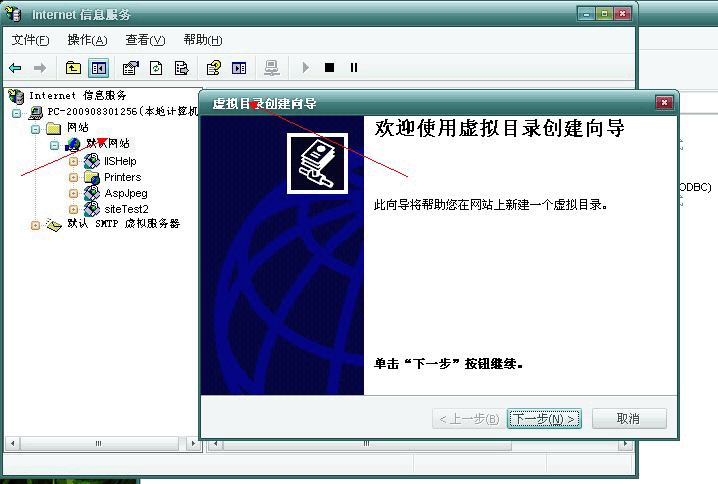 Internet 信息服务
文件(F) 操作(A) 查看(V) 帮助(H)
Internet 信息服务
PC-200908301256(本地计算机
网站
默认网站
IISHelp
Printers
AspJpeg
siteTest2
默认 SMTP 虚拟服务器
虚拟目录创建向导
欢迎使用虚拟目录创建向导
此向导将帮助您在网站上新建一个虚拟目录。
单击“下一步”按钮继续。
< 上一步(B) 下一步(N) > 取消
ODBC)